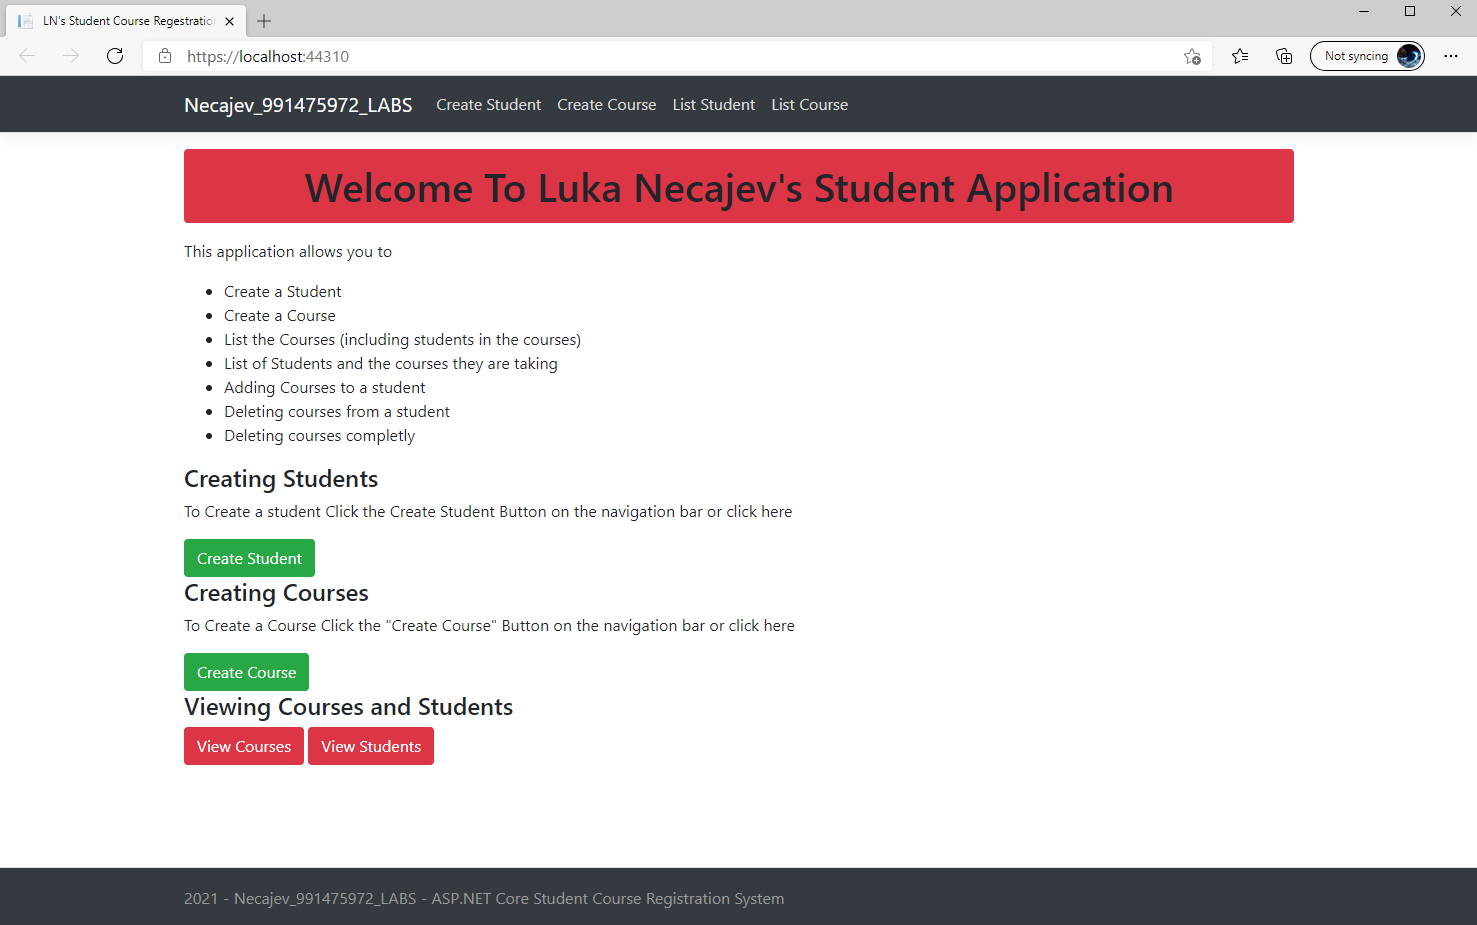 LN's Student Course Regestration
https://localhost:44310
Not syncing
Necajev_991475972_LABS Create Student Create Course List Student List Course
Welcome To Luka Necajev's Student Application
This application allows you to
Create a Student
Create a Course
List the Courses (including students in the courses)
List of Students and the courses they are taking
Adding Courses to a student
Deleting courses from a student
Deleting courses completly
Creating Students
To Create a student Click the Create Student Button on the navigation bar or click here
Create Student
Creating Courses
To Create a Course Click the "Create Course" Button on the navigation bar or click here
Create Course
Viewing Courses and Students
View Courses View Students
2021 - Necajev_991475972_LABS - ASP.NET Core Student Course Registration System